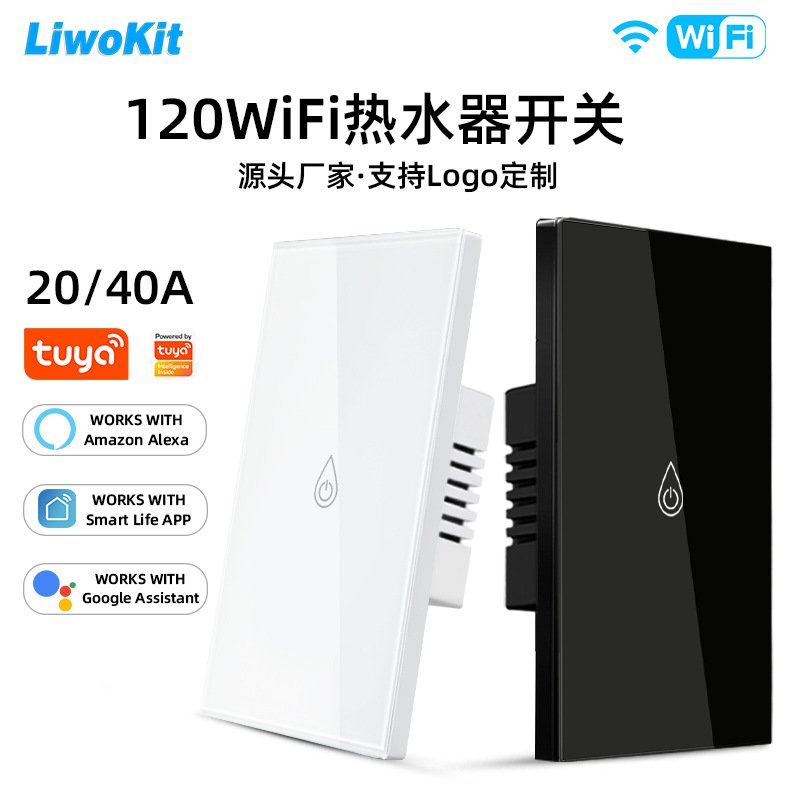 LiwoKit
WiFi
120WiFi热水器开关
源头厂家·支持Logo定制
20/40A
tuya
Powered by
tuya
Intelligence
Inside
WORKS WITH
Amazon Alexa
WORKS WITH
Smart Life APP
WORKS WITH
Google Assistant